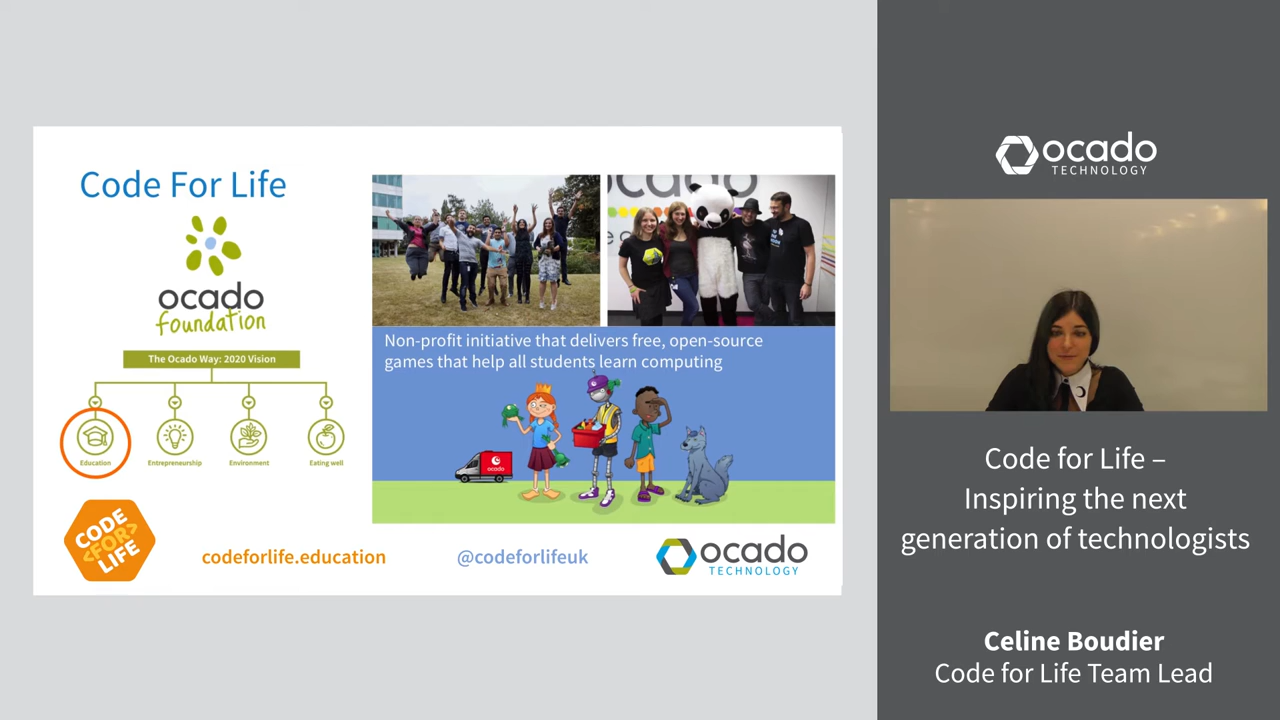 Code For Life
ocado
foundation
The Ocado Way: 2020 Vision
Education
Entrepreneurship
Environment
Eating well
CODE
<FOR>
LIFE
codeforlife.education
@codeforlifeuk
ocado
TECHNOLOGY
Non-profit initiative that delivers free, open-source
games that help all students learn computing
ocado
ocado
TECHNOLOGY
Code for Life –
Inspiring the next
generation of technologists
Celine Boudier
Code for Life Team Lead